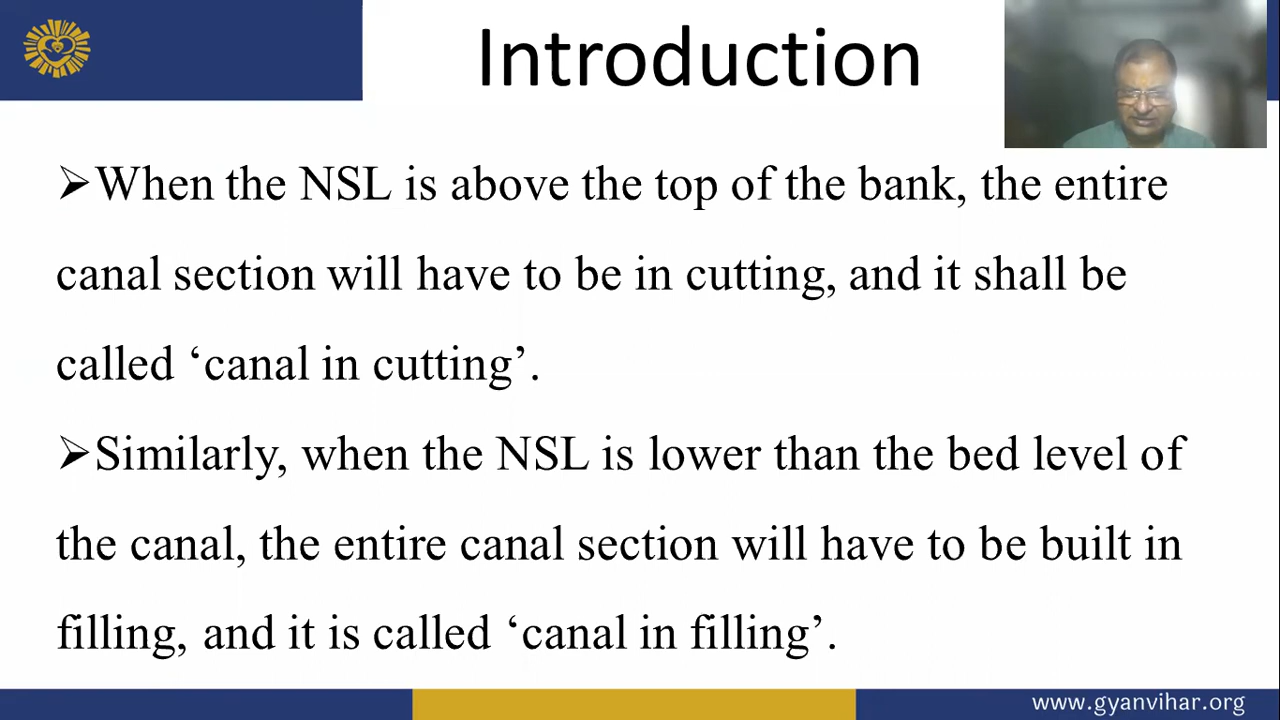 Introduction
➢When the NSL is above the top of the bank, the entire
canal section will have to be in cutting, and it shall be
called ‘canal in cutting’.
➢Similarly, when the NSL is lower than the bed level of
the canal, the entire canal section will have to be built in
filling, and it is called ‘canal in filling’.
www.gyanvihar.org